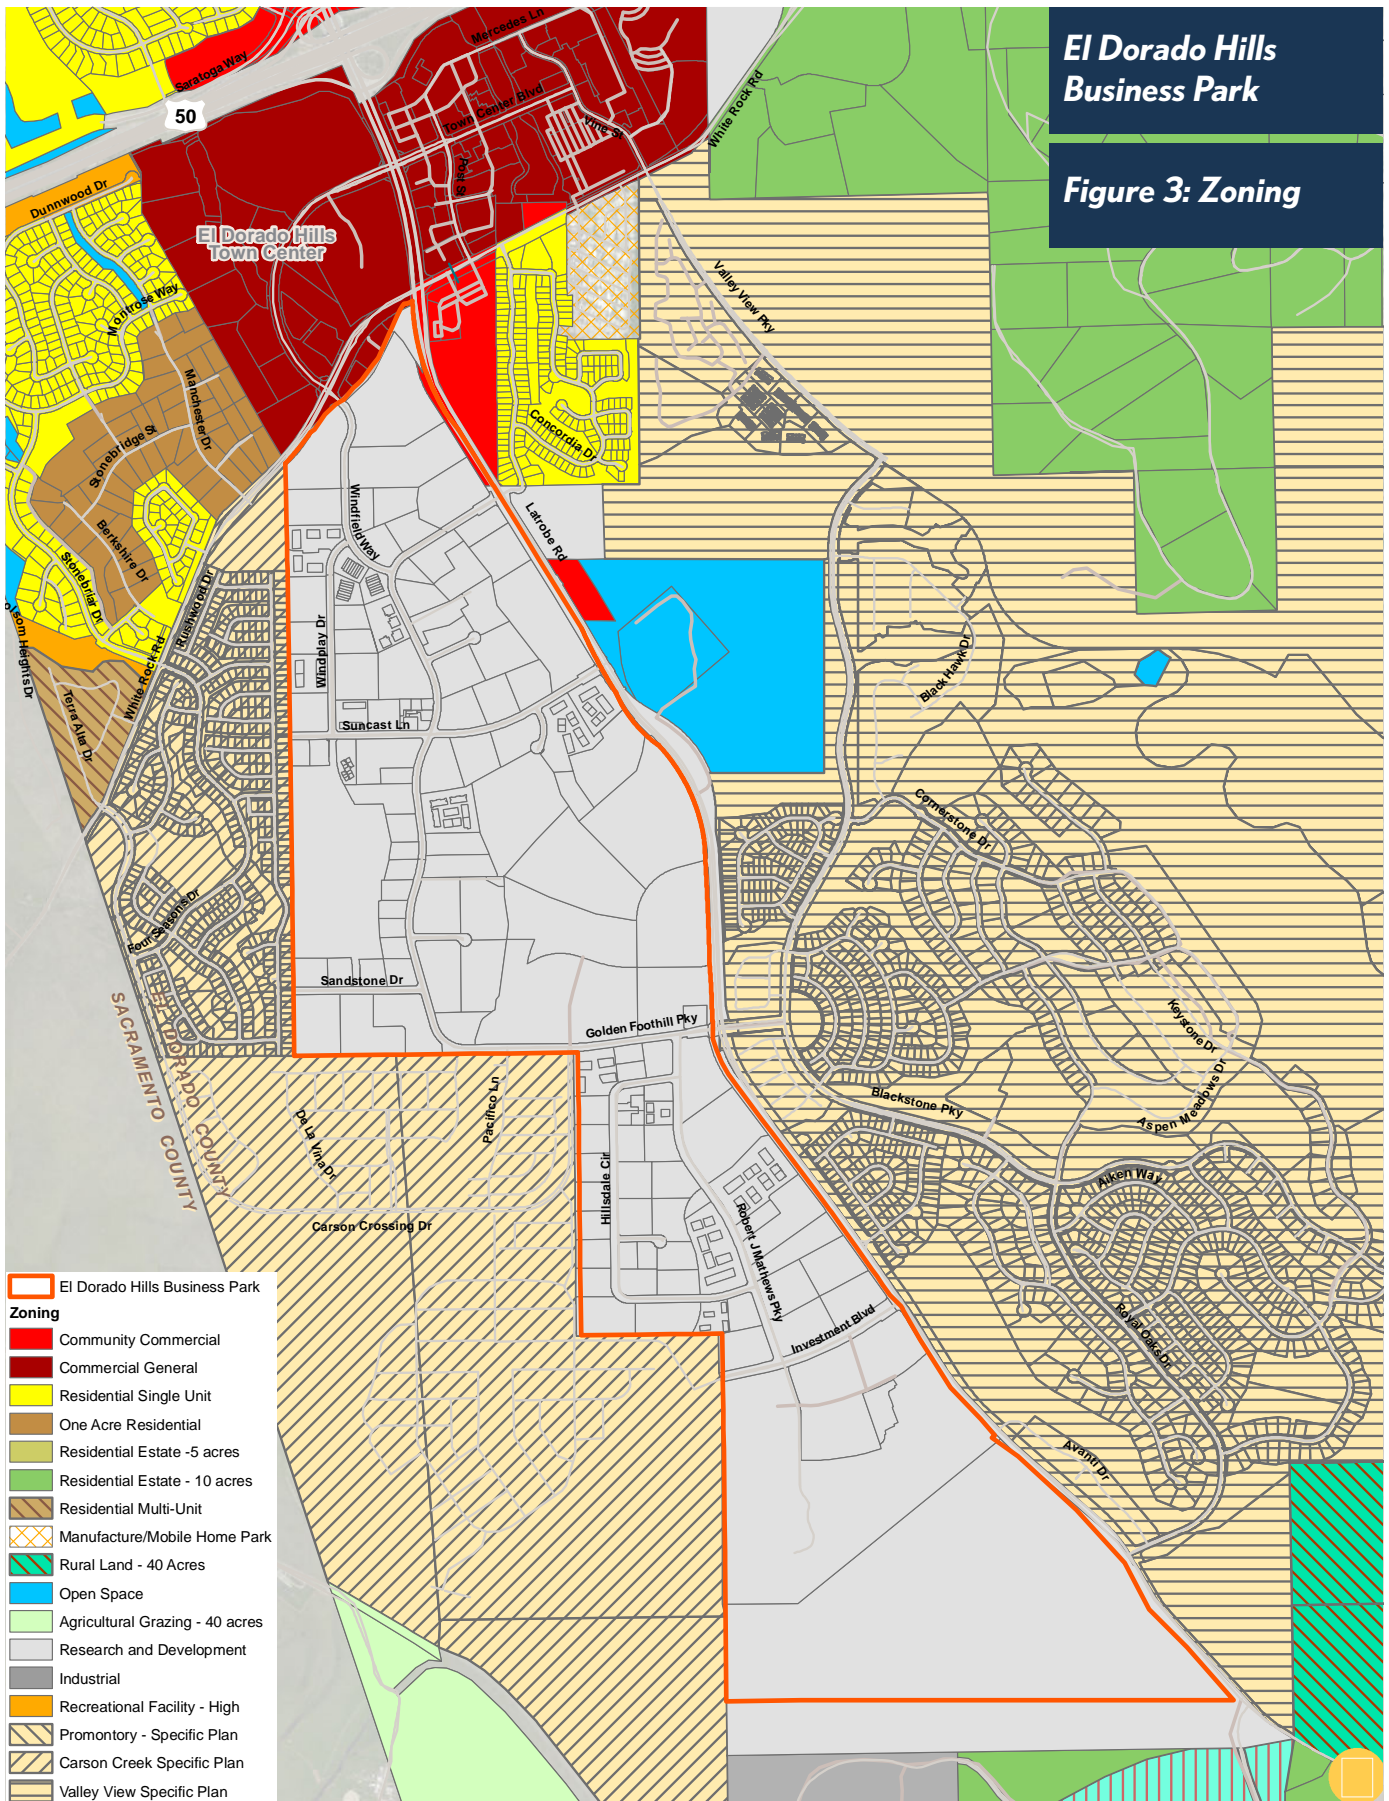 El Dorado Hills
Business Park
Figure 3: Zoning
Mercedes Ln
Saratoga Way
50
Town Center Blvd
Vine St
White Rock Rd
Post St
Dunnwood Dr
El Dorado Hills
Town Center
Montrose Way
Valley View Pky
Manchester Dr
Stonebridge St
Concordia Dr
Windfield Way
Latrobe Rd
Berkshire Dr
Stonebriar Dr
Rushwood Dr
olsom Heights Dr
White Rock Rd
Windplay Dr
Black Hawk Dr
Terra Alta Dr
Suncast Ln
Cornerstone Dr
Four Seasons Dr
Sandstone Dr
Golden Foothill Pky
Keystone Dr
EL DORADO COUNTY
SACRAMENTO COUNTY
Blackstone Pky
Aspen Meadows Dr
De La Vina Dr
Pacifico Ln
Hillsdale Cir
Aiken Way
Carson Crossing Dr
Robert J Mathews Pky
Investment Blvd
Royal Oaks Dr
Avanti Dr
El Dorado Hills Business Park
Zoning
Community Commercial
Commercial General
Residential Single Unit
One Acre Residential
Residential Estate -5 acres
Residential Estate - 10 acres
Residential Multi-Unit
Manufacture/Mobile Home Park
Rural Land - 40 Acres
Open Space
Agricultural Grazing - 40 acres
Research and Development
Industrial
Recreational Facility - High
Promontory - Specific Plan
Carson Creek Specific Plan
Valley View Specific Plan